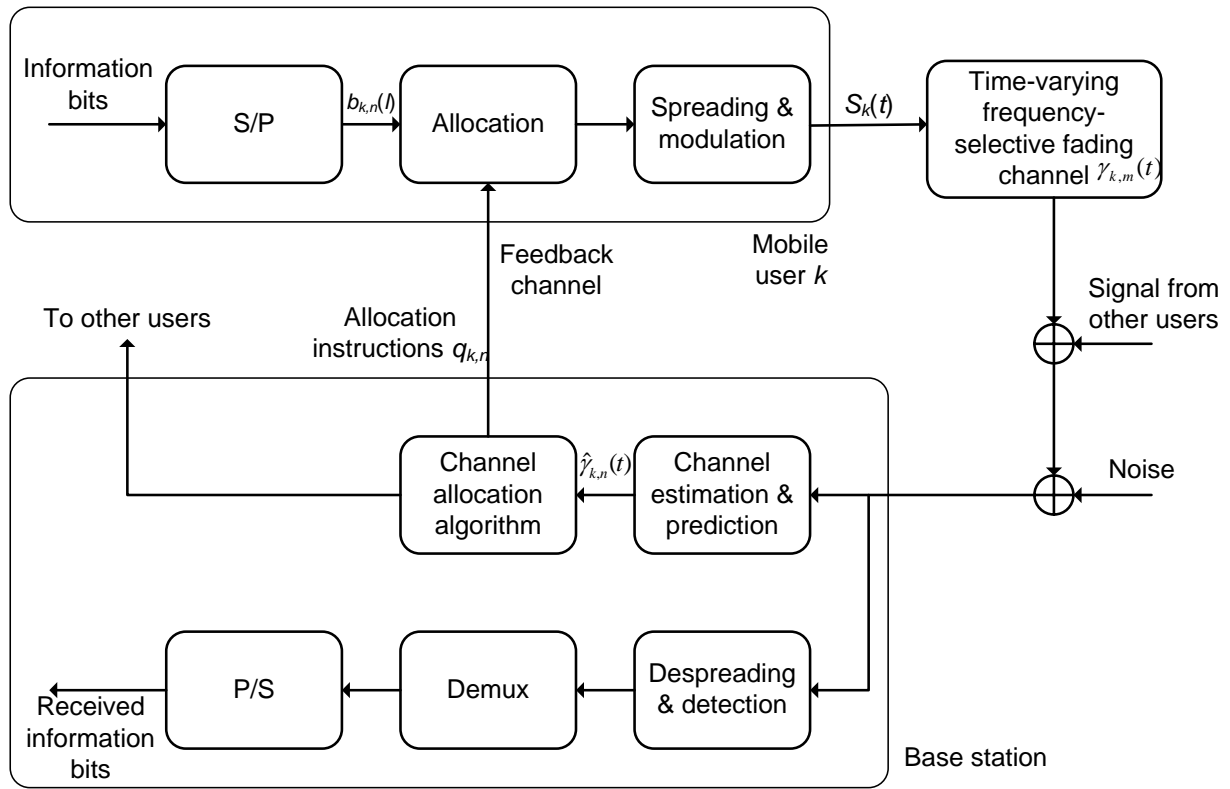 Information
bits
S/P
b_{k,n}(l)
Allocation
Spreading &
modulation
S_k(t)
Time-varying
frequency-
selective fading
channel γ_{k,m}(t)
Mobile
user k
Feedback
channel
Signal from
other users
To other users
Allocation
instructions q_{k,n}
Channel
allocation
algorithm
γ̂_{k,n}(t)
Channel
estimation &
prediction
Noise
P/S
Demux
Despreading
& detection
Received
information
bits
Base station